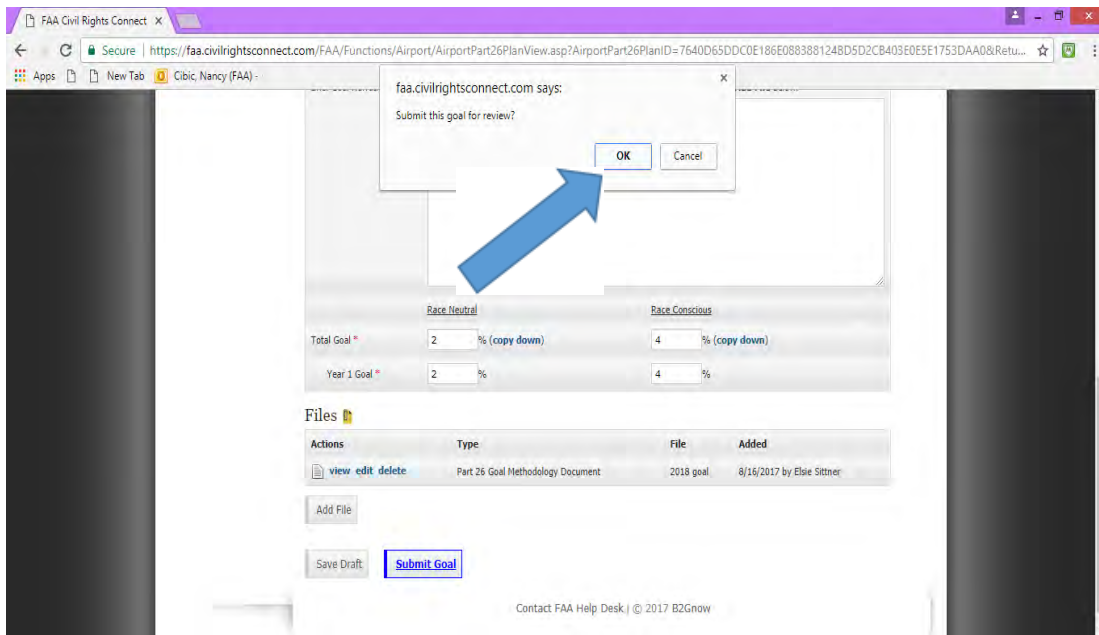 FAA Civil Rights Connect ×
Secure | https://faa.civilrightsconnect.com/FAA/Functions/Airport/AirportPart26PlanView.asp?AirportPart26PlanID=7640D65DDC0E186E088388124BD5D2CB403E0E5E1753DAA0&Retu...
Apps New Tab Cibic, Nancy (FAA) -
faa.civilrightsconnect.com says: ×
Submit this goal for review?
OK Cancel
Race Neutral Race Conscious
Total Goal * 2 % (copy down) 4 % (copy down)
Year 1 Goal * 2 % 4 %
Files
Actions Type File Added
view edit delete Part 26 Goal Methodology Document 2018 goal 8/16/2017 by Elsie Sittner
Add File
Save Draft Submit Goal
Contact FAA Help Desk | © 2017 B2Gnow